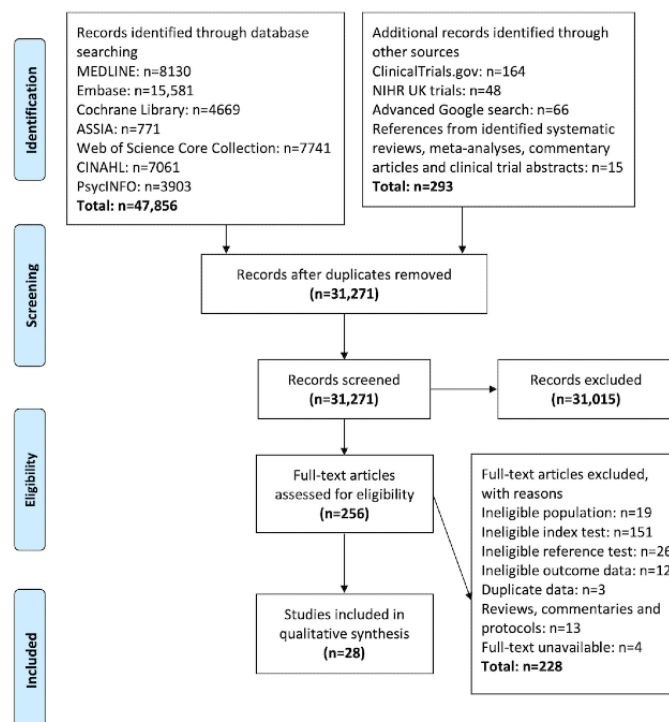 Identification
Records identified through database
searching
MEDLINE: n=8130
Embase: n=15,581
Cochrane Library: n=4669
ASSIA: n=771
Web of Science Core Collection: n=7741
CINAHL: n=7061
PsycINFO: n=3903
Total: n=47,856
Additional records identified through
other sources
ClinicalTrials.gov: n=164
NIHR UK trials: n=48
Advanced Google search: n=66
References from identified systematic
reviews, meta-analyses, commentary
articles and clinical trial abstracts: n=15
Total: n=293
Screening
Records after duplicates removed
(n=31,271)
Records screened
(n=31,271)
Records excluded
(n=31,015)
Eligibility
Full-text articles
assessed for eligibility
(n=256)
Full-text articles excluded,
with reasons
Ineligible population: n=19
Ineligible index test: n=151
Ineligible reference test: n=26
Ineligible outcome data: n=12
Duplicate data: n=3
Reviews, commentaries and
protocols: n=13
Full-text unavailable: n=4
Total: n=228
Included
Studies included in
qualitative synthesis
(n=28)